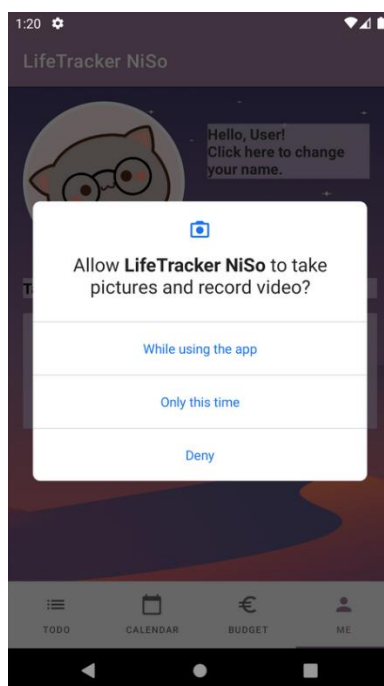 1:20
LifeTracker NiSo
Hello, User!
Click here to change
your name.
Allow LifeTracker NiSo to take
pictures and record video?
While using the app
Only this time
Deny
TODO
CALENDAR
BUDGET
ME